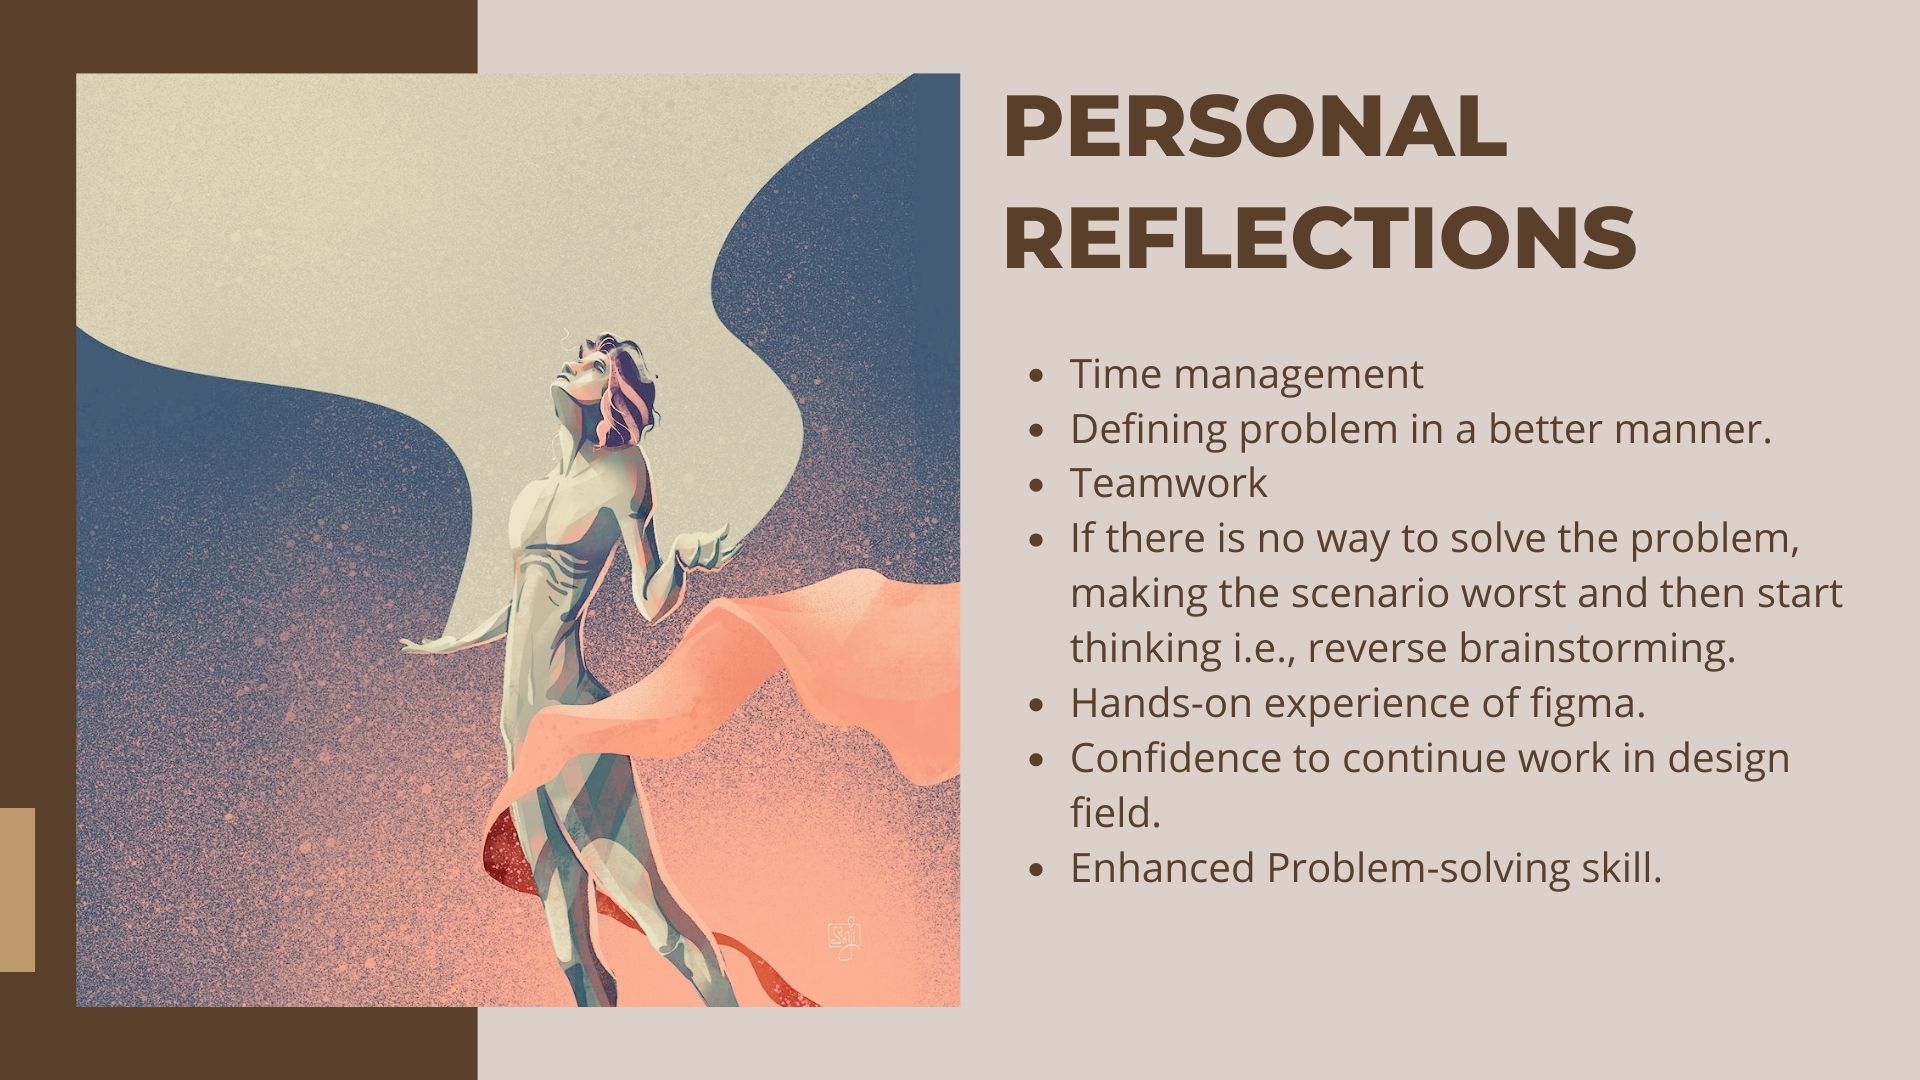 PERSONAL
REFLECTIONS
• Time management
• Defining problem in a better manner.
• Teamwork
• If there is no way to solve the problem,
making the scenario worst and then start
thinking i.e., reverse brainstorming.
• Hands-on experience of figma.
• Confidence to continue work in design
field.
• Enhanced Problem-solving skill.